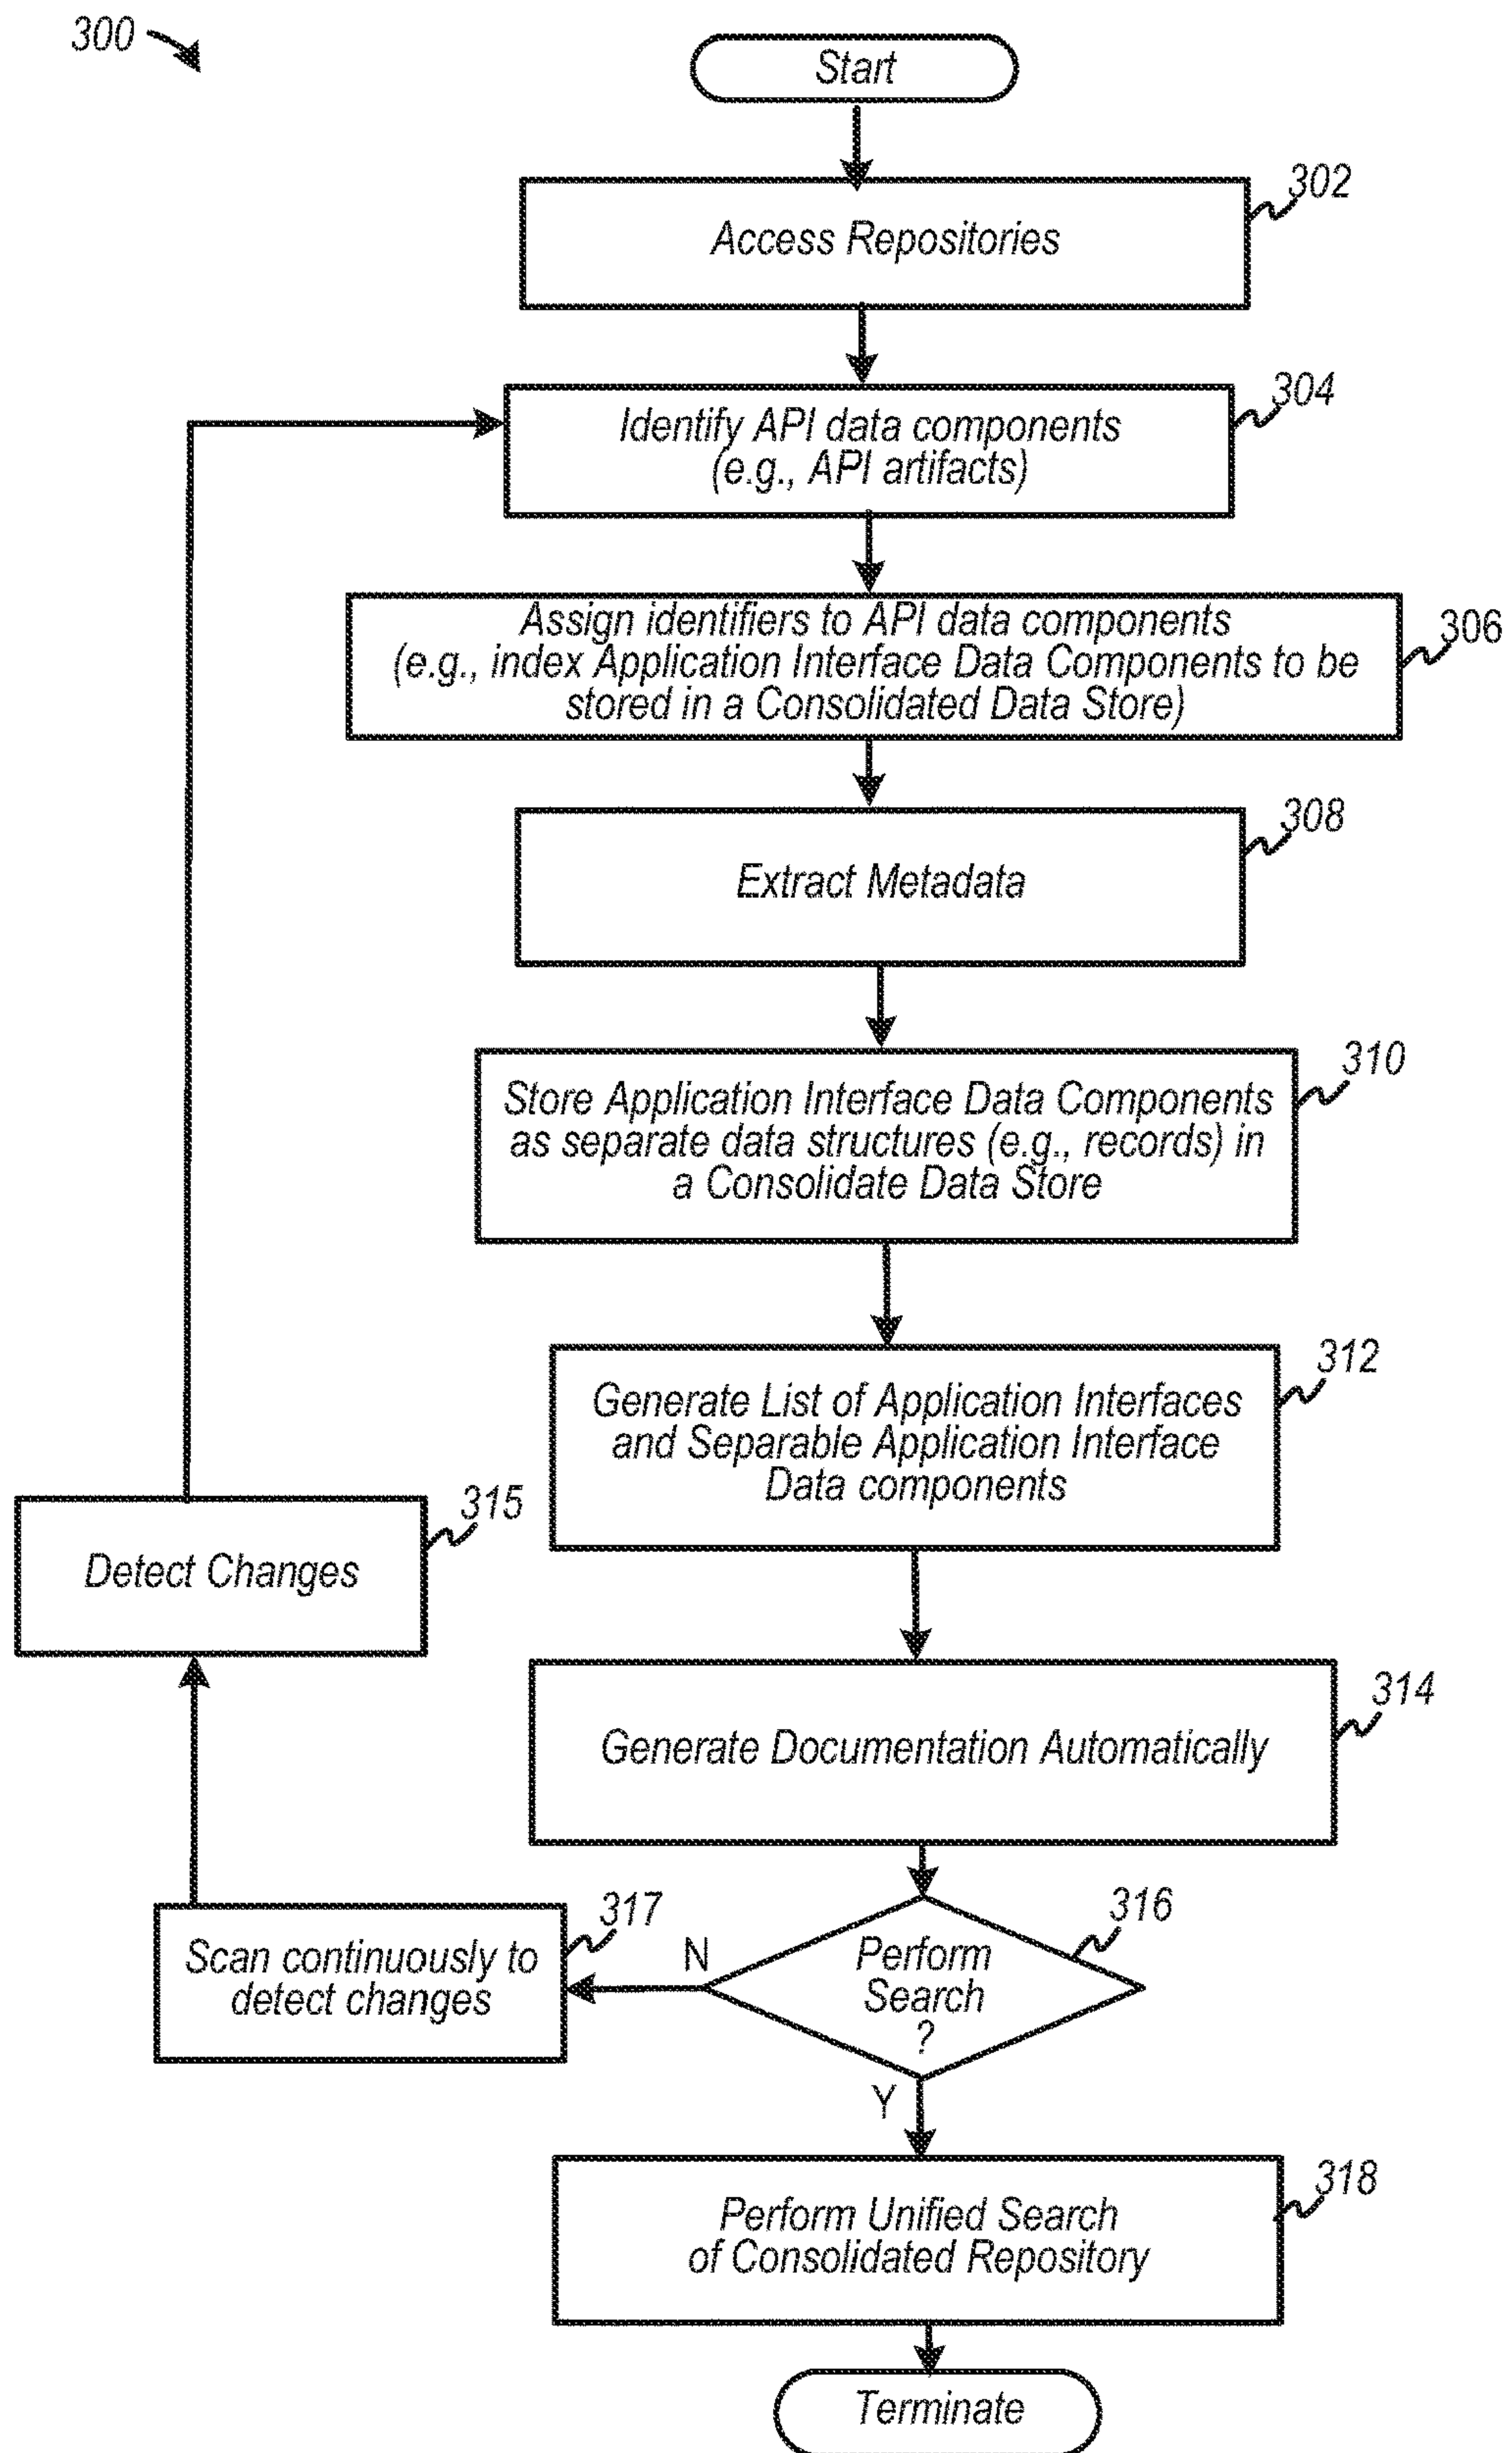 300
Start
302
Access Repositories
304
Identify API data components
(e.g., API artifacts)
306
Assign identifiers to API data components
(e.g., index Application Interface Data Components to be
stored in a Consolidated Data Store)
308
Extract Metadata
310
Store Application Interface Data Components
as separate data structures (e.g., records) in
a Consolidate Data Store
312
Generate List of Application Interfaces
and Separable Application Interface
Data components
315
Detect Changes
314
Generate Documentation Automatically
316
Perform
Search
?
317
Scan continuously to
detect changes
N
Y
318
Perform Unified Search
of Consolidated Repository
Terminate